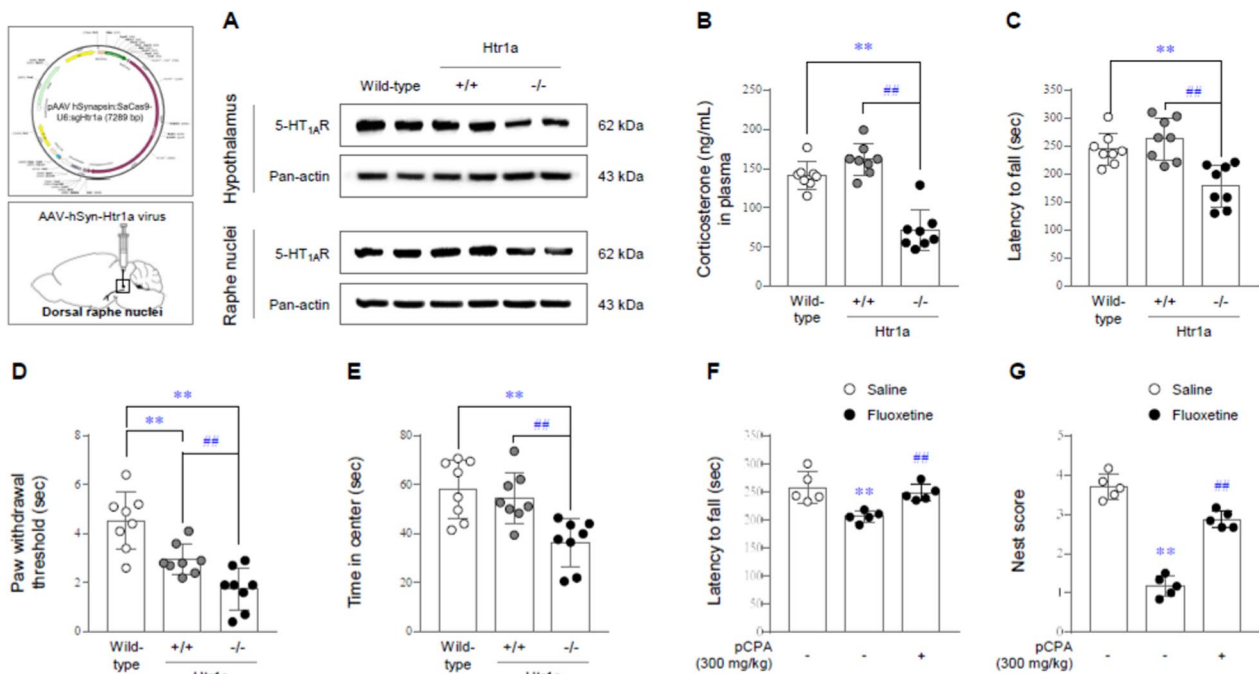 pAAV hSynapsin:SaCas9-
U6:sgHtr1a (7289 bp)
AAV-hSyn-Htr1a virus
Dorsal raphe nuclei
A
Htr1a
Wild-type
+/+
-/-
Hypothalamus
5-HT1AR
62 kDa
Pan-actin
43 kDa
Raphe nuclei
5-HT1AR
62 kDa
Pan-actin
43 kDa
B
**
##
Corticosterone (ng/mL)
in plasma
200
150
100
50
0
Wild-
type
+/+
-/-
Htr1a
C
**
##
Latency to fall (sec)
350
300
250
200
150
100
50
0
Wild-
type
+/+
-/-
Htr1a
D
**
**
##
Paw withdrawal
threshold (sec)
8
6
4
2
0
Wild-
type
+/+
-/-
Htr1a
E
**
##
Time in center (sec)
80
60
40
20
0
Wild-
type
+/+
-/-
Htr1a
F
Saline
Fluoxetine
Latency to fall (sec)
350
300
250
200
150
100
50
0
**
##
pCPA
(300 mg/kg)
- - +
G
Saline
Fluoxetine
Nest score
5
4
3
2
1
0
**
##
pCPA
(300 mg/kg)
- - +